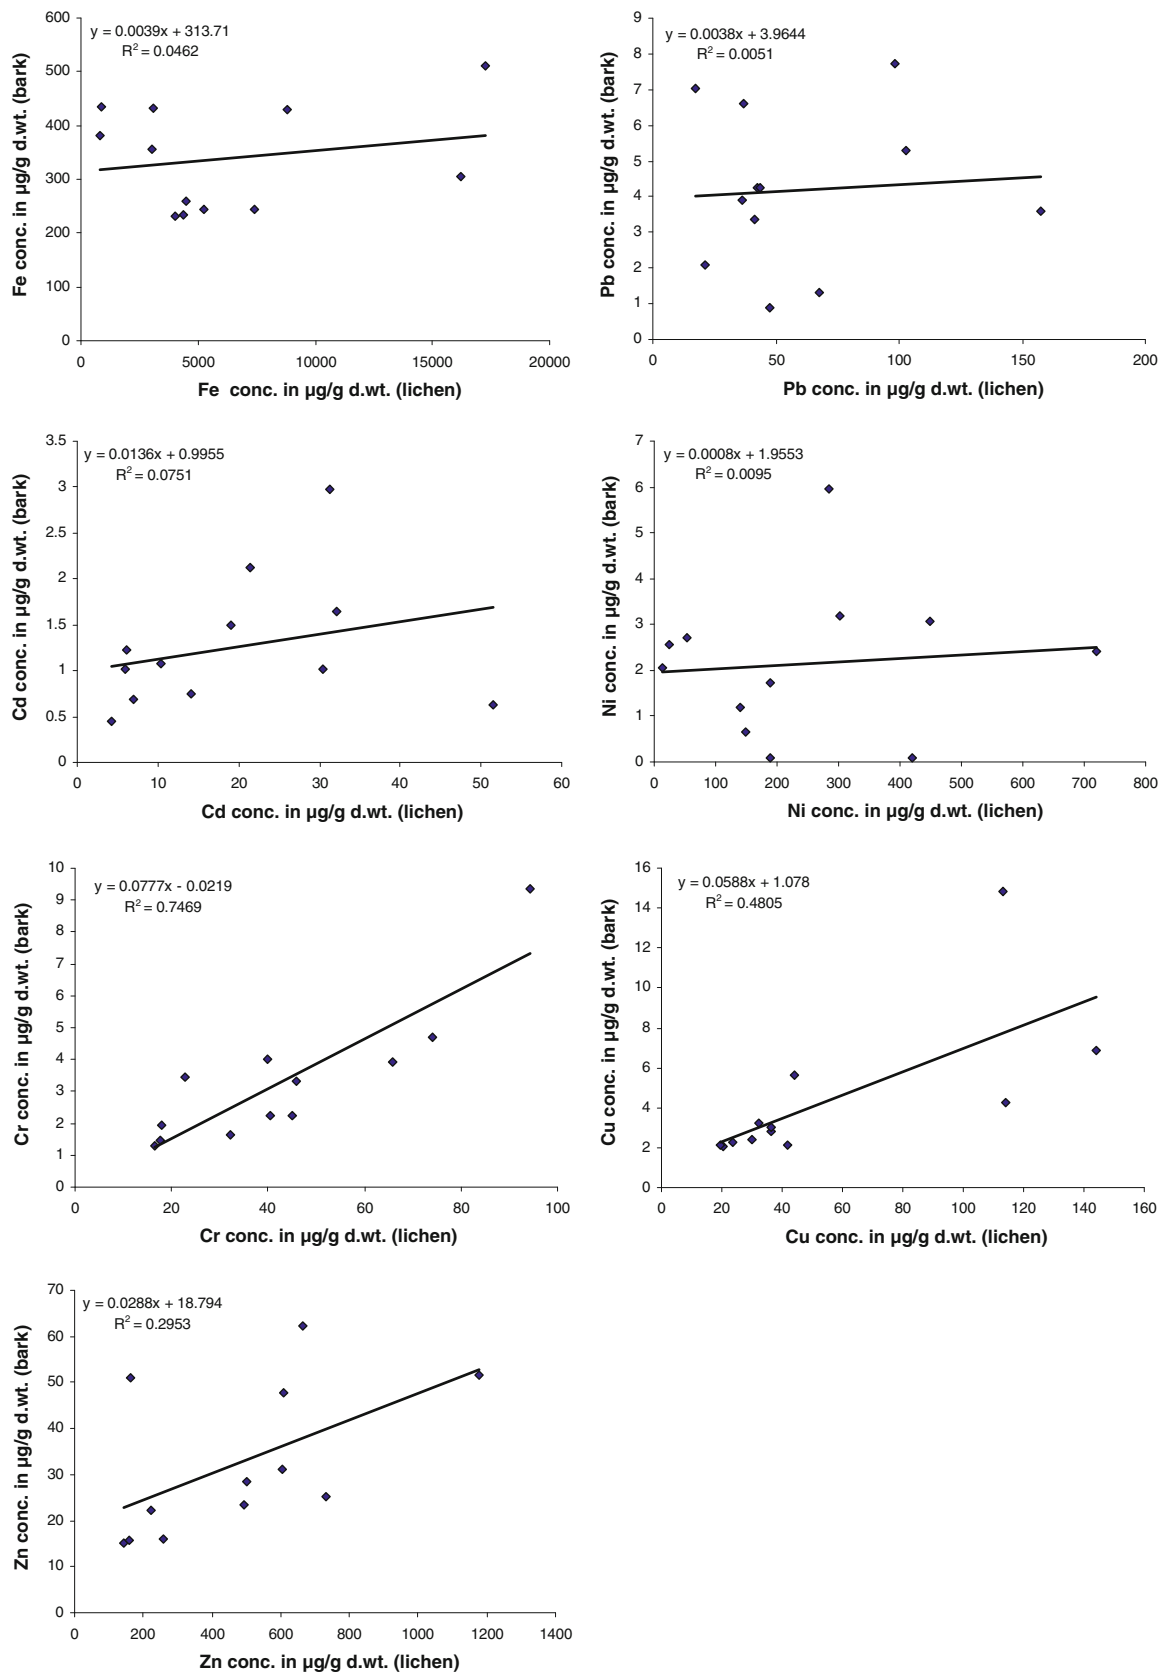 y = 0.0039x + 313.71
R² = 0.0462
600
500
400
300
200
100
0
Fe conc. in µg/g d.wt. (bark)
0 5000 10000 15000 20000
Fe conc. in µg/g d.wt. (lichen)
y = 0.0038x + 3.9644
R² = 0.0051
9
8
7
6
5
4
3
2
1
0
Pb conc. in µg/g d.wt. (bark)
0 50 100 150 200
Pb conc. in µg/g d.wt. (lichen)
y = 0.0136x + 0.9955
R² = 0.0751
3.5
3
2.5
2
1.5
1
0.5
0
Cd conc. in µg/g d.wt. (bark)
0 10 20 30 40 50 60
Cd conc. in µg/g d.wt. (lichen)
y = 0.0008x + 1.9553
R² = 0.0095
7
6
5
4
3
2
1
0
Ni conc. in µg/g d.wt. (bark)
0 100 200 300 400 500 600 700 800
Ni conc. in µg/g d.wt. (lichen)
y = 0.0777x - 0.0219
R² = 0.7469
10
9
8
7
6
5
4
3
2
1
0
Cr conc. in µg/g d.wt. (bark)
0 20 40 60 80 100
Cr conc. in µg/g d.wt. (lichen)
y = 0.0588x + 1.078
R² = 0.4805
16
14
12
10
8
6
4
2
0
Cu conc. in µg/g d.wt. (bark)
0 20 40 60 80 100 120 140 160
Cu conc. in µg/g d.wt. (lichen)
y = 0.0288x + 18.794
R² = 0.2953
70
60
50
40
30
20
10
0
Zn conc. in µg/g d.wt. (bark)
0 200 400 600 800 1000 1200 1400
Zn conc. in µg/g d.wt. (lichen)